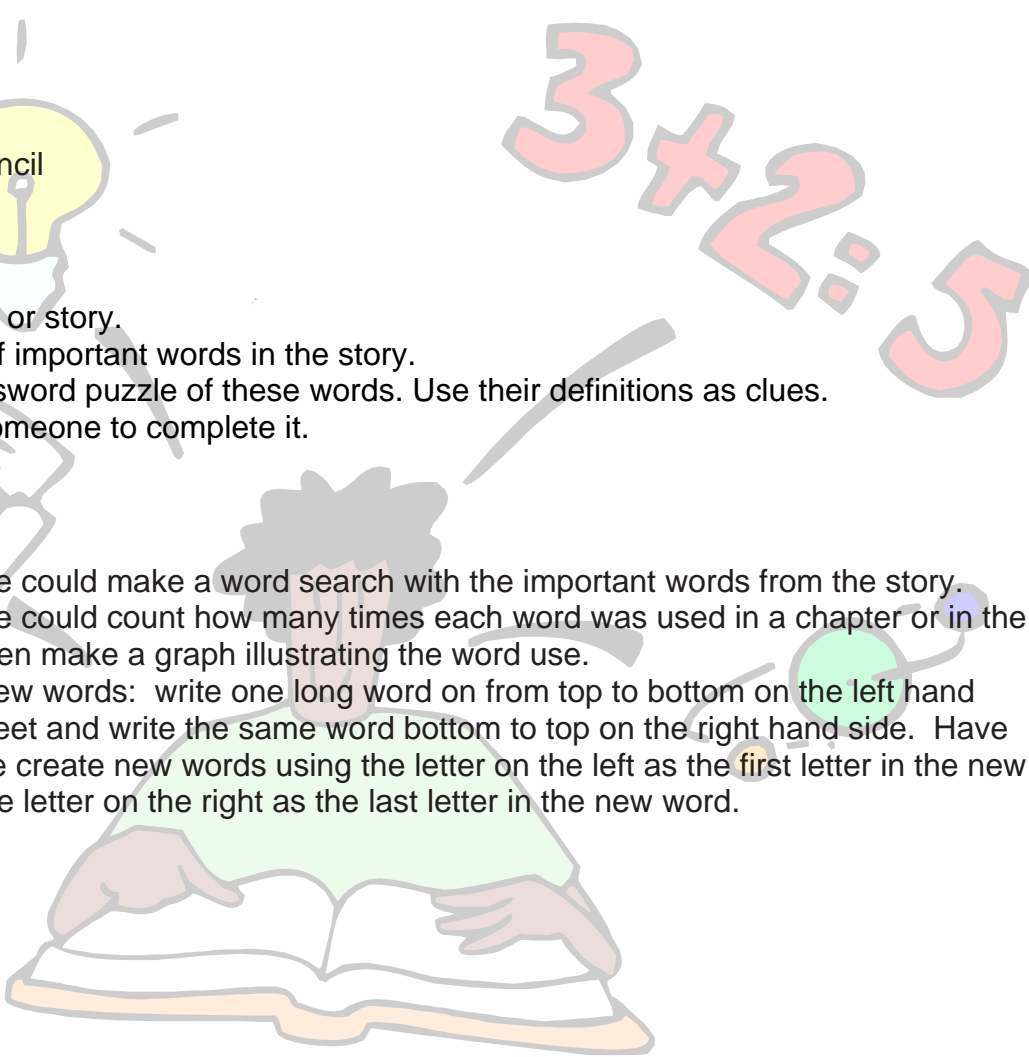 3+2:5
ncil
or story.
f important words in the story.
sword puzzle of these words. Use their definitions as clues.
omeone to complete it.
e could make a word search with the important words from the story.
e could count how many times each word was used in a chapter or in the
en make a graph illustrating the word use.
ew words: write one long word on from top to bottom on the left hand
eet and write the same word bottom to top on the right hand side. Have
e create new words using the letter on the left as the first letter in the new
e letter on the right as the last letter in the new word.